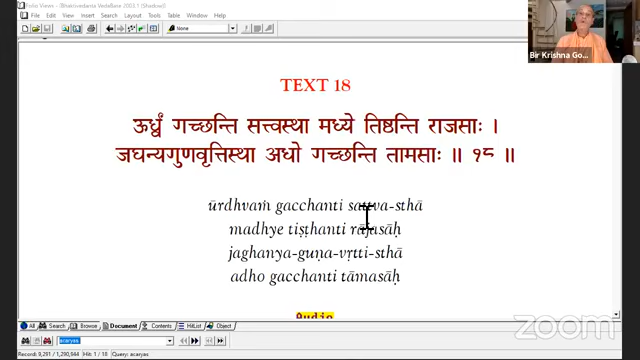 Folio Views - [Bhaktivedanta VedaBase 2003.1 (Shadow)]
File Edit View Search Insert Layout Tools Window Help
None
Bir Krishna Go...
TEXT 18
ऊर्ध्वं गच्छन्ति सत्त्वस्था मध्ये तिष्ठन्ति राजसाः ।
जघन्यगुणवृत्तिस्था अधो गच्छन्ति तामसाः ॥ १८ ॥
ūrdhvaṁ gacchanti sattva-sthā
madhye tiṣṭhanti rājasāḥ
jaghanya-guṇa-vṛtti-sthā
adho gacchanti tāmasāḥ
Audio
All Search Browse Document Contents HitList Object
acaryas
Record: 9,291 / 1,290,944 Hit: 1 / 18 Query: acaryas
zoom